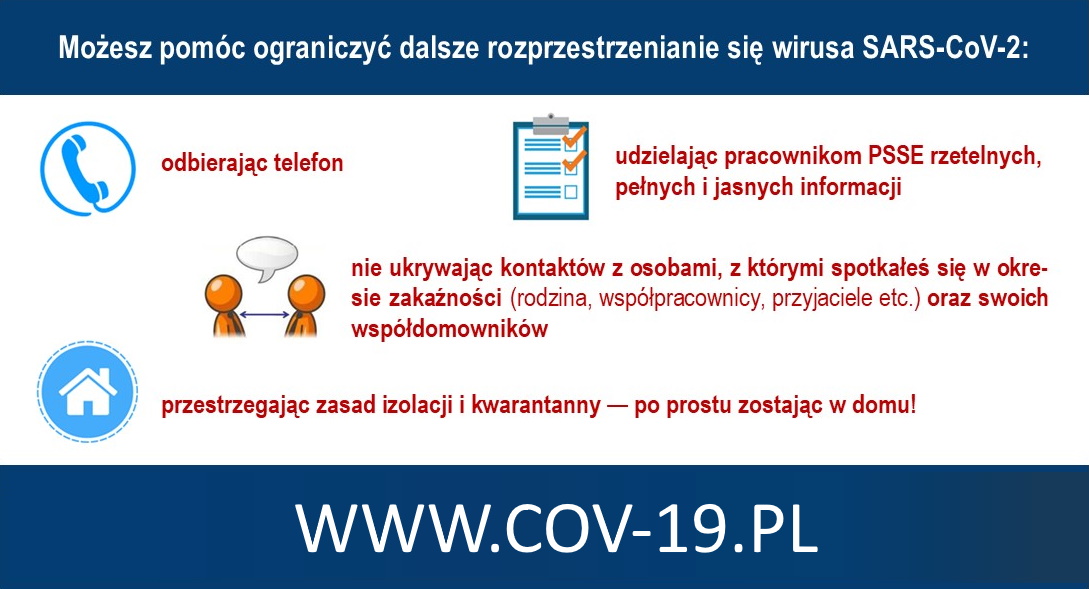 Możesz pomóc ograniczyć dalsze rozprzestrzenianie się wirusa SARS-CoV-2:
odbierając telefon
udzielając pracownikom PSSE rzetelnych,
pełnych i jasnych informacji
nie ukrywając kontaktów z osobami, z którymi spotkałeś się w okre-
sie zakaźności (rodzina, współpracownicy, przyjaciele etc.) oraz swoich
współdomowników
przestrzegając zasad izolacji i kwarantanny — po prostu zostając w domu!
WWW.COV-19.PL